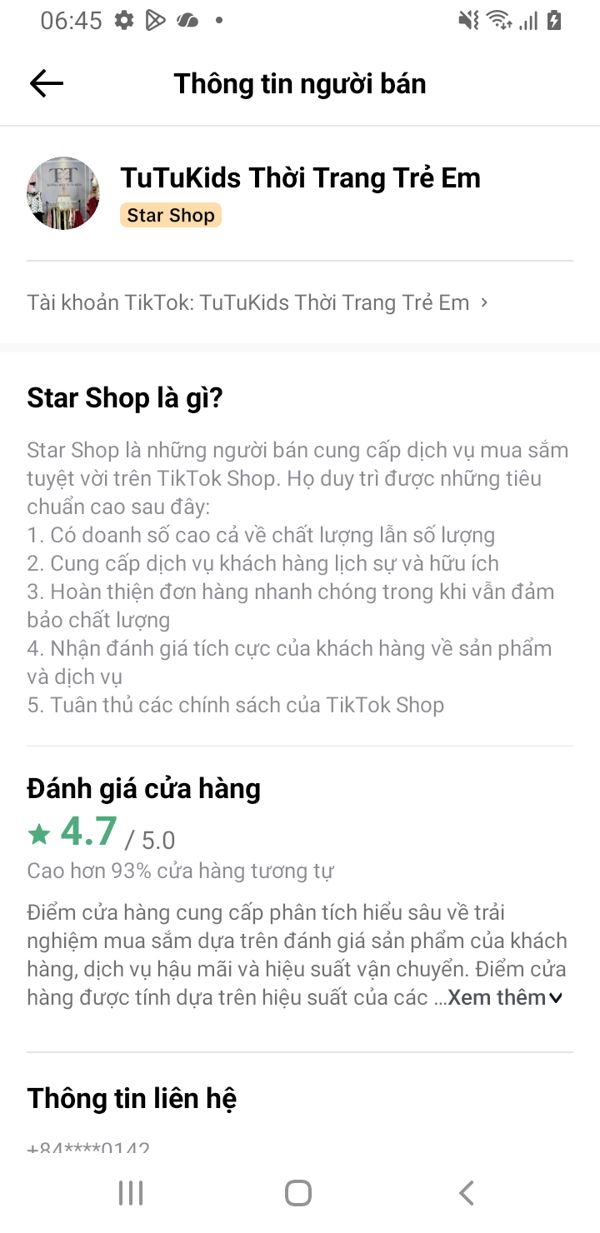 06:45
Thông tin người bán
TuTuKids Thời Trang Trẻ Em
Star Shop
Tài khoản TikTok: TuTuKids Thời Trang Trẻ Em
Star Shop là gì?
Star Shop là những người bán cung cấp dịch vụ mua sắm
tuyệt vời trên TikTok Shop. Họ duy trì được những tiêu
chuẩn cao sau đây:
1. Có doanh số cao cả về chất lượng lẫn số lượng
2. Cung cấp dịch vụ khách hàng lịch sự và hữu ích
3. Hoàn thiện đơn hàng nhanh chóng trong khi vẫn đảm
bảo chất lượng
4. Nhận đánh giá tích cực của khách hàng về sản phẩm
và dịch vụ
5. Tuân thủ các chính sách của TikTok Shop
Đánh giá cửa hàng
4.7 / 5.0
Cao hơn 93% cửa hàng tương tự
Điểm cửa hàng cung cấp phân tích hiểu sâu về trải
nghiệm mua sắm dựa trên đánh giá sản phẩm của khách
hàng, dịch vụ hậu mãi và hiệu suất vận chuyển. Điểm cửa
hàng được tính dựa trên hiệu suất của các ...Xem thêm
Thông tin liên hệ
+84****0142